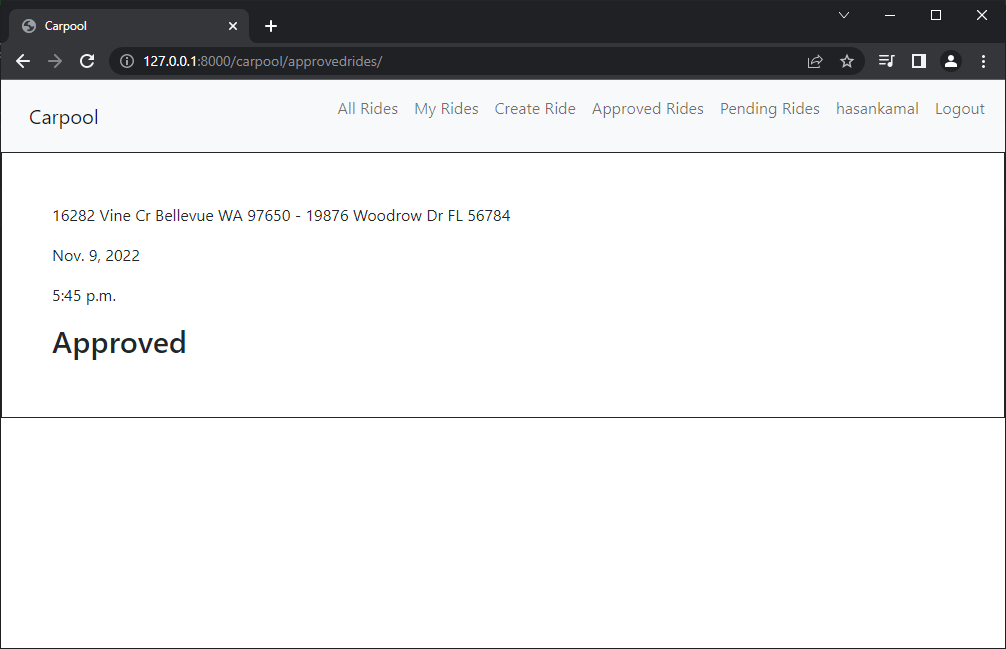 Carpool
127.0.0.1:8000/carpool/approvedrides/
Carpool All Rides My Rides Create Ride Approved Rides Pending Rides hasankamal Logout
16282 Vine Cr Bellevue WA 97650 - 19876 Woodrow Dr FL 56784
Nov. 9, 2022
5:45 p.m.
Approved